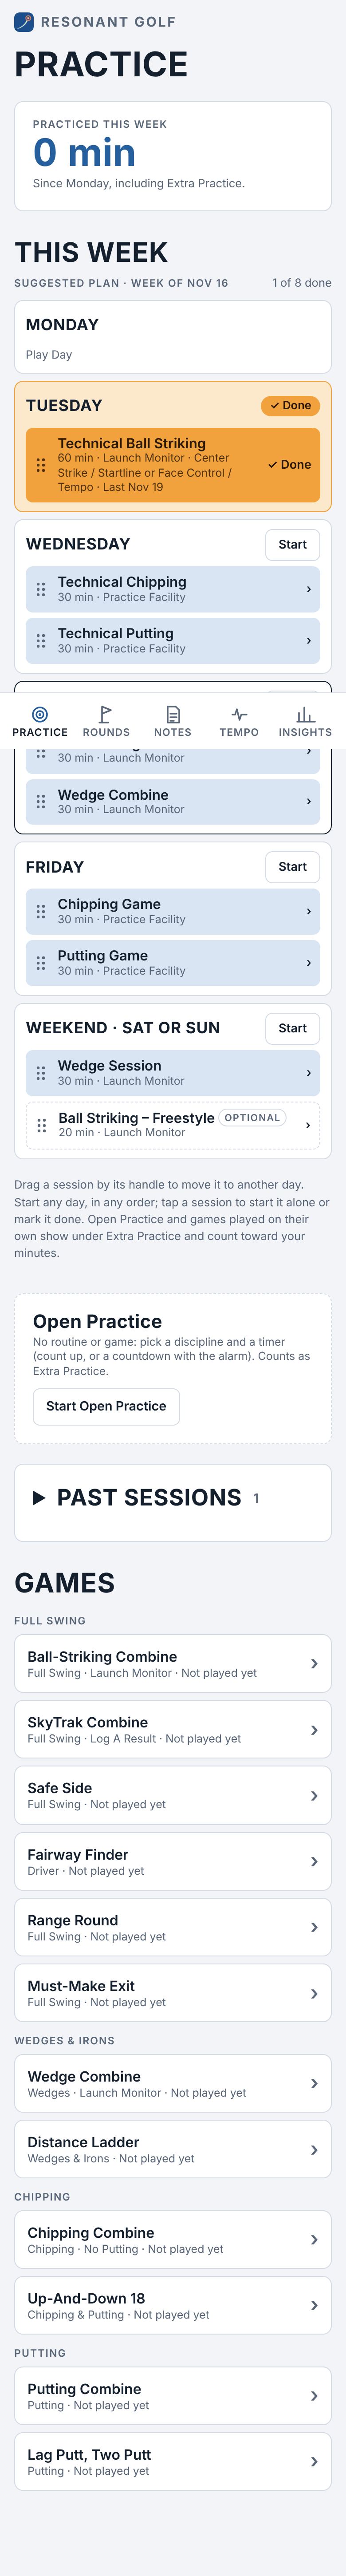 RESONANT GOLF
PRACTICE
PRACTICED THIS WEEK
0 min
Since Monday, including Extra Practice.
THIS WEEK
SUGGESTED PLAN · WEEK OF NOV 16
1 of 8 done
MONDAY
Play Day
TUESDAY
✓ Done
Technical Ball Striking
60 min · Launch Monitor · Center
Strike / Startline or Face Control /
Tempo · Last Nov 19
✓ Done
WEDNESDAY
Start
Technical Chipping
30 min · Practice Facility
›
Technical Putting
30 min · Practice Facility
›
PRACTICE
ROUNDS
NOTES
TEMPO
INSIGHTS
30 min · Launch Monitor
›
Wedge Combine
30 min · Launch Monitor
›
FRIDAY
Start
Chipping Game
30 min · Practice Facility
›
Putting Game
30 min · Practice Facility
›
WEEKEND · SAT OR SUN
Start
Wedge Session
30 min · Launch Monitor
›
Ball Striking – Freestyle OPTIONAL
20 min · Launch Monitor
›
Drag a session by its handle to move it to another day.
Start any day, in any order; tap a session to start it alone or
mark it done. Open Practice and games played on their
own show under Extra Practice and count toward your
minutes.
Open Practice
No routine or game: pick a discipline and a timer
(count up, or a countdown with the alarm). Counts as
Extra Practice.
Start Open Practice
▶ PAST SESSIONS 1
GAMES
FULL SWING
Ball-Striking Combine
Full Swing · Launch Monitor · Not played yet
›
SkyTrak Combine
Full Swing · Log A Result · Not played yet
›
Safe Side
Full Swing · Not played yet
›
Fairway Finder
Driver · Not played yet
›
Range Round
Full Swing · Not played yet
›
Must-Make Exit
Full Swing · Not played yet
›
WEDGES & IRONS
Wedge Combine
Wedges · Launch Monitor · Not played yet
›
Distance Ladder
Wedges & Irons · Not played yet
›
CHIPPING
Chipping Combine
Chipping · No Putting · Not played yet
›
Up-And-Down 18
Chipping & Putting · Not played yet
›
PUTTING
Putting Combine
Putting · Not played yet
›
Lag Putt, Two Putt
Putting · Not played yet
›